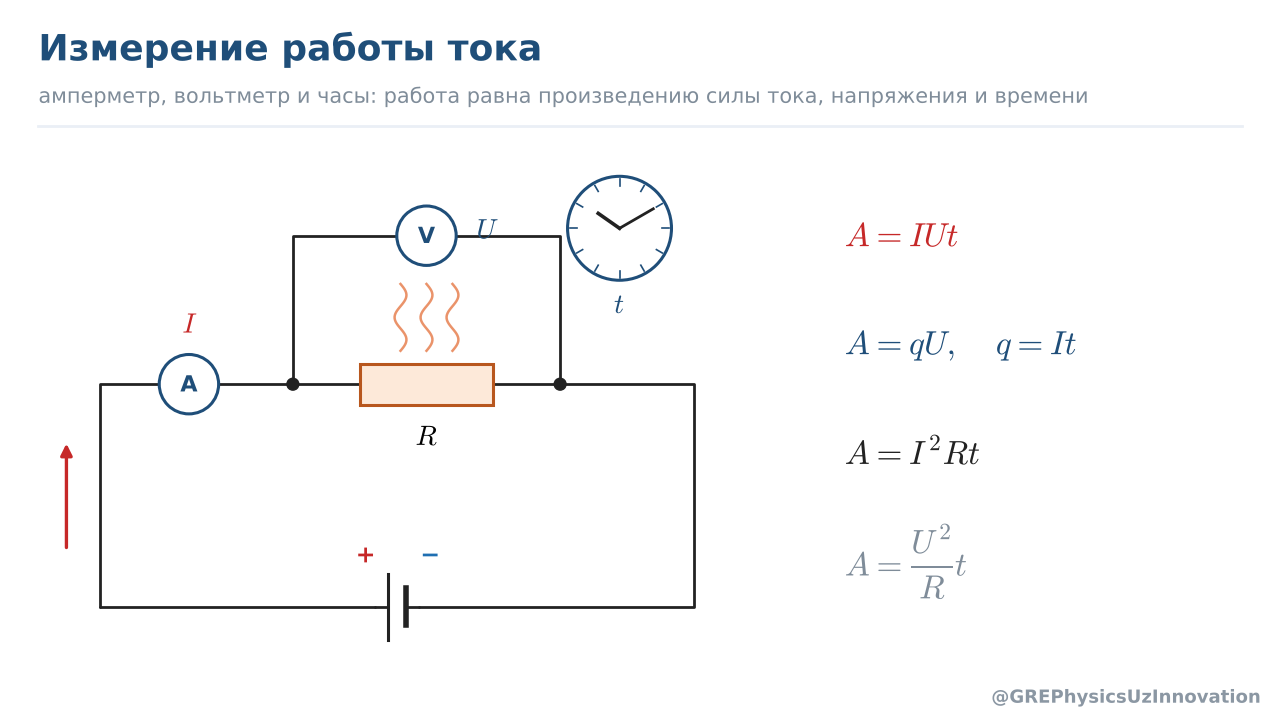 Измерение работы тока
амперметр, вольтметр и часы: работа равна произведению силы тока, напряжения и времени
V
U
t
I
A
R
+ −
A = IUt
A = qU, q = It
A = I²Rt
A = U²/R t
@GREPhysicsUzInnovation